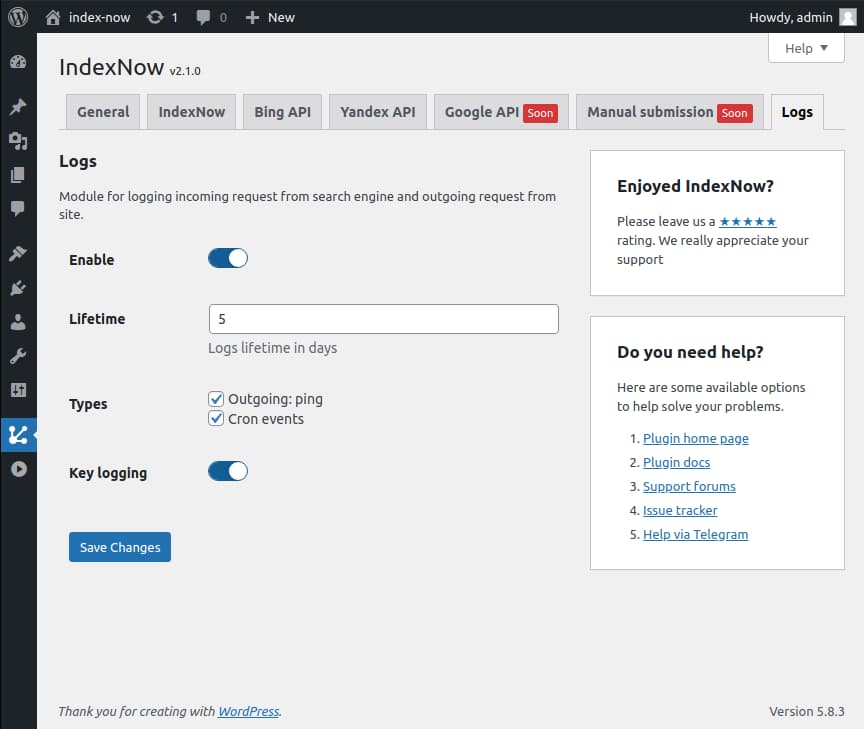 index-now 1 0 New Howdy, admin
Help
IndexNow v2.1.0
General IndexNow Bing API Yandex API Google API Soon Manual submission Soon Logs
Logs
Module for logging incoming request from search engine and outgoing request from
site.
Enable
Lifetime 5
Logs lifetime in days
Types Outgoing: ping
Cron events
Key logging
Save Changes
Enjoyed IndexNow?
Please leave us a ★★★★★
rating. We really appreciate your
support
Do you need help?
Here are some available options
to help solve your problems.
1. Plugin home page
2. Plugin docs
3. Support forums
4. Issue tracker
5. Help via Telegram
Thank you for creating with WordPress. Version 5.8.3